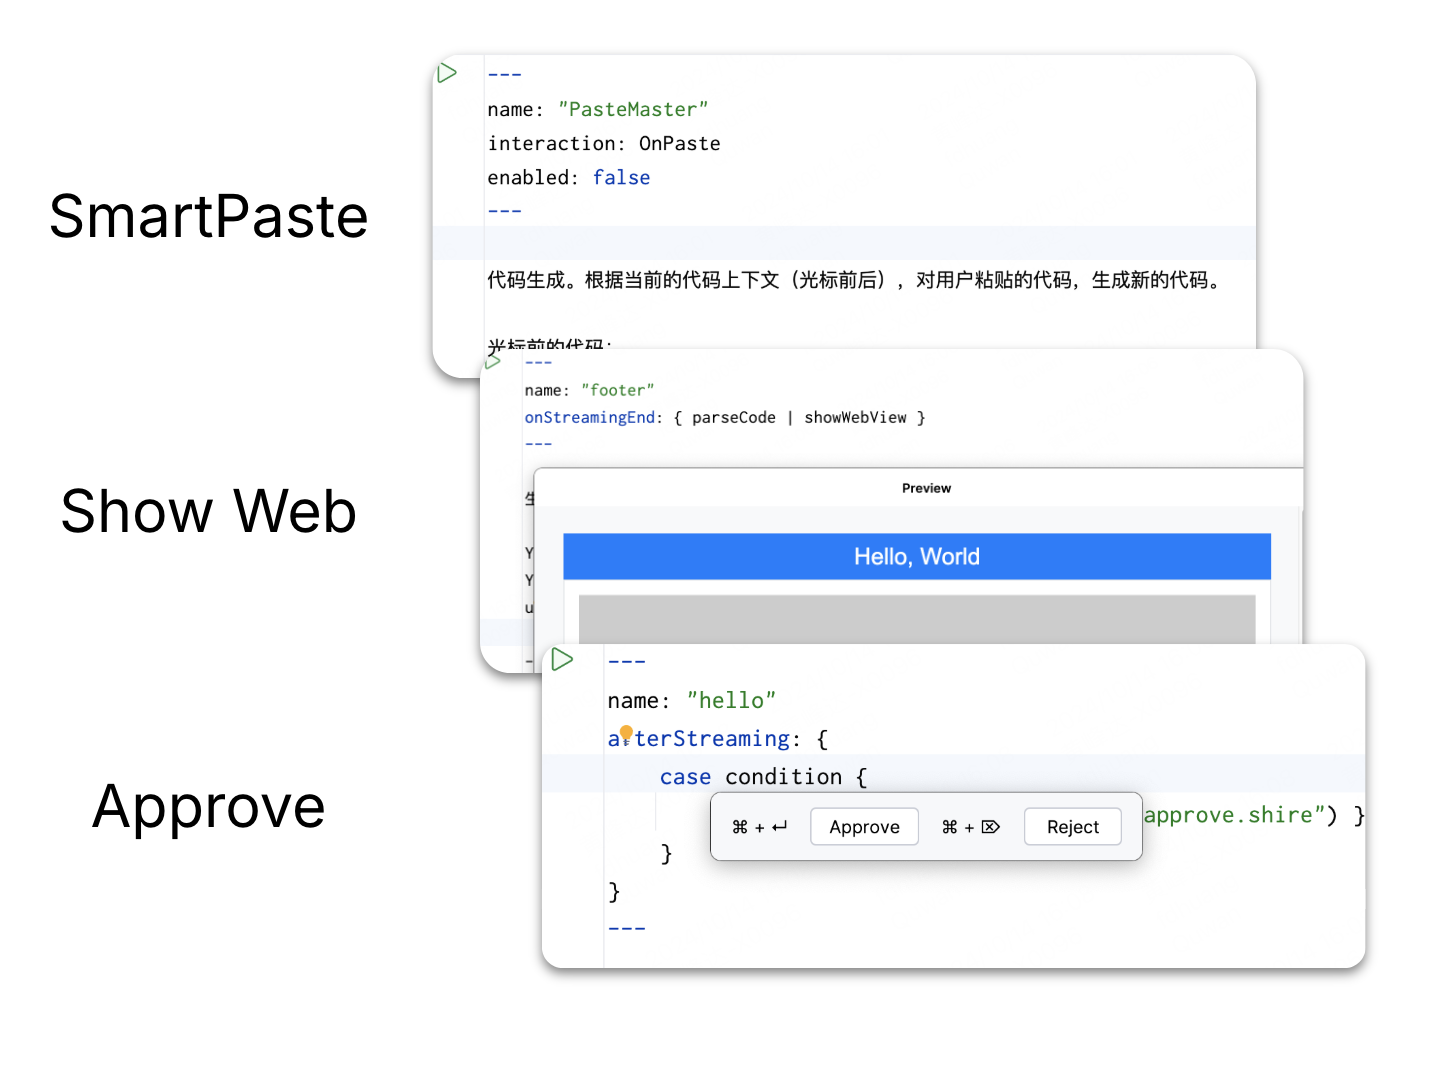 SmartPaste
---
name: "PasteMaster"
interaction: OnPaste
enabled: false
---
代码生成。根据当前的代码上下文（光标前后），对用户粘贴的代码，生成新的代码。
光标前的代码：
Show Web
---
name: "footer"
onStreamingEnd: { parseCode | showWebView }
---
Preview
Hello, World
Approve
---
name: "hello"
afterStreaming: {
case condition {
approve.shire") }
⌘ + ↵ Approve ⌘ + ⌦ Reject
}
}
---